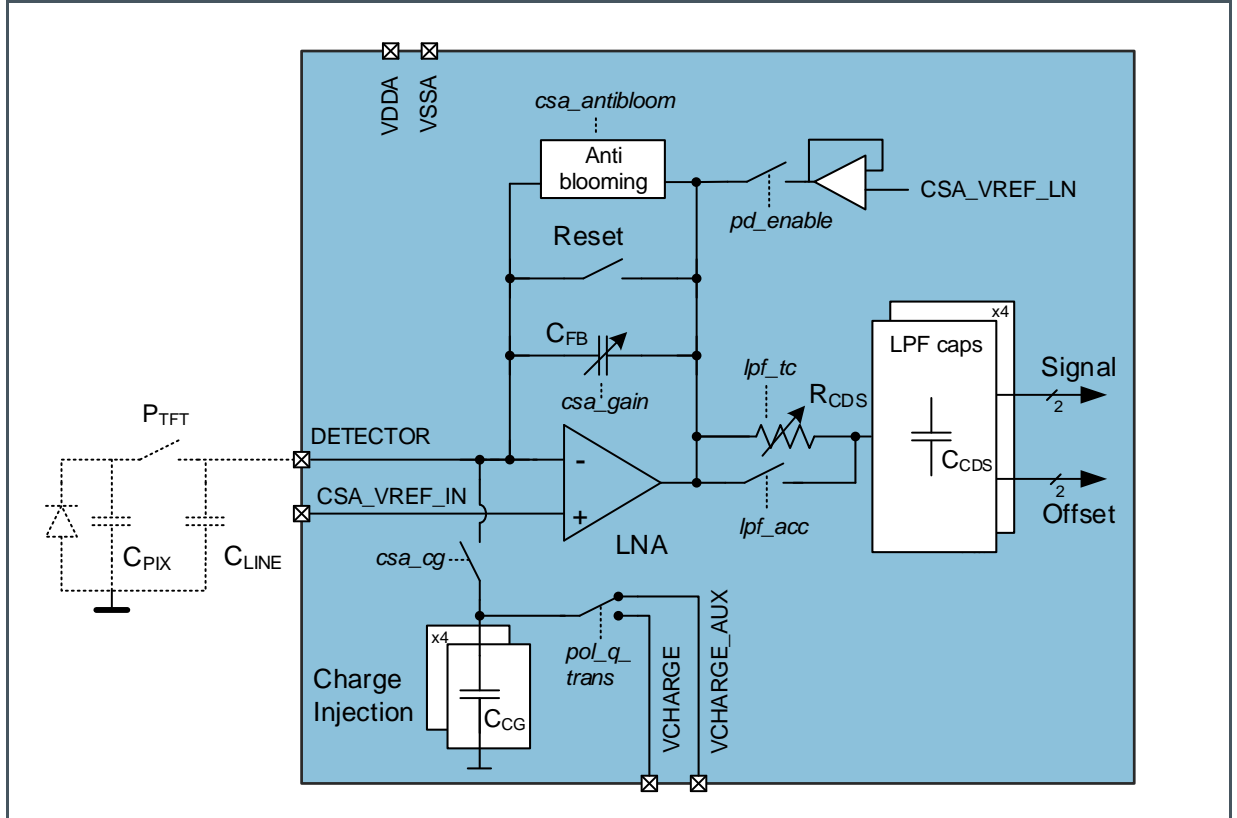 VDDA
VSSA
csa_antibloom
Anti
blooming
CSA_VREF_LN
pd_enable
Reset
x4
CFB
LPF caps
lpf_tc
Signal
csa_gain
RCDS
2
PTFT
DETECTOR
-
CCDS
CSA_VREF_IN
+
2
Offset
lpf_acc
LNA
CPIX
CLINE
csa_cg
x4
pol_q_
trans
VCHARGE
VCHARGE_AUX
Charge
Injection
CCG